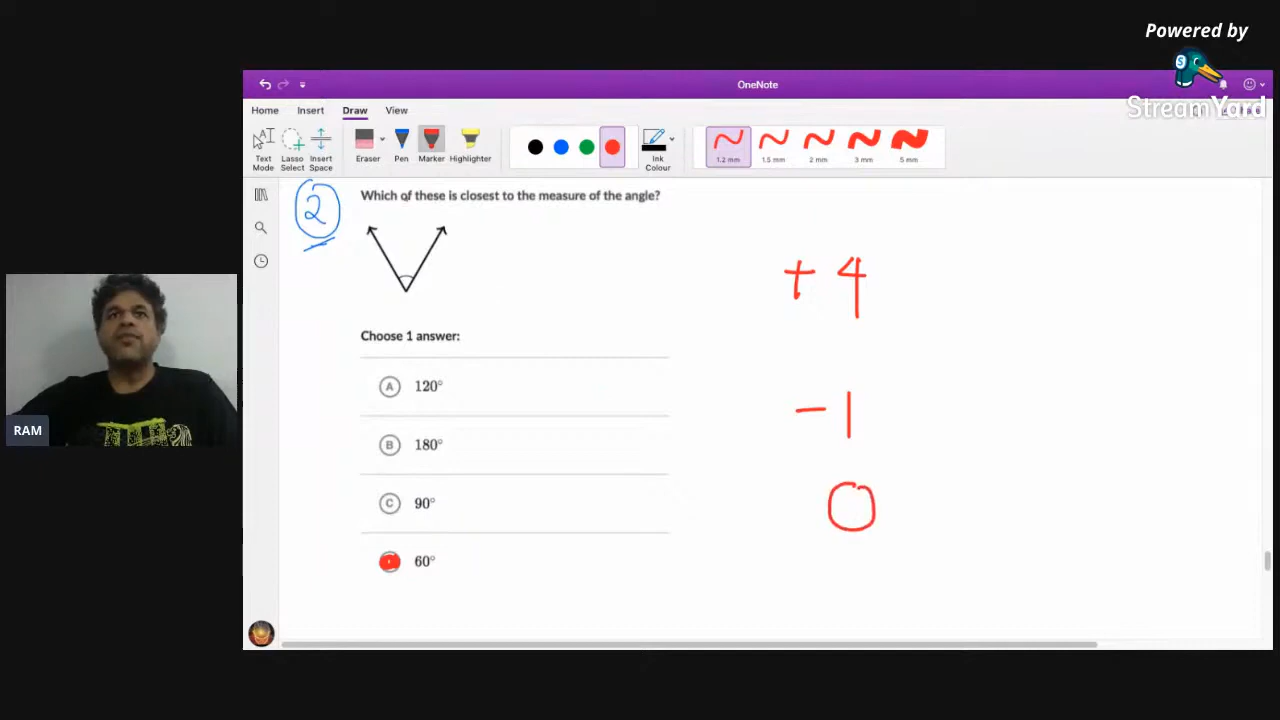 Powered by
StreamYard
OneNote
Home Insert Draw View
Text Mode
Lasso Select
Insert Space
Eraser
Pen
Marker
Highlighter
Ink Colour
1.2 mm
1.5 mm
2 mm
3 mm
5 mm
2
Which of these is closest to the measure of the angle?
+ 4
Choose 1 answer:
A 120°
- 1
B 180°
C 90°
0
60°
RAM